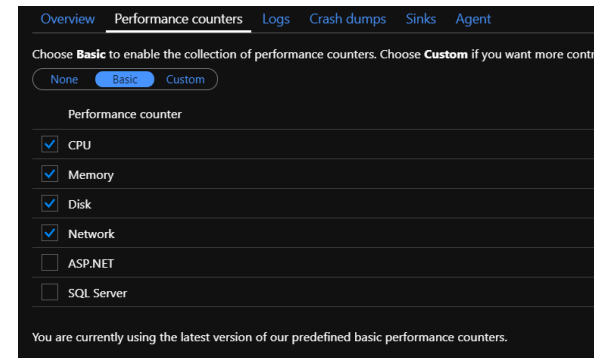 Overview Performance counters Logs Crash dumps Sinks Agent
Choose Basic to enable the collection of performance counters. Choose Custom if you want more
None Basic Custom
Performance counter
CPU
Memory
Disk
Network
ASP.NET
SQL Server
You are currently using the latest version of our predefined basic performance counters.